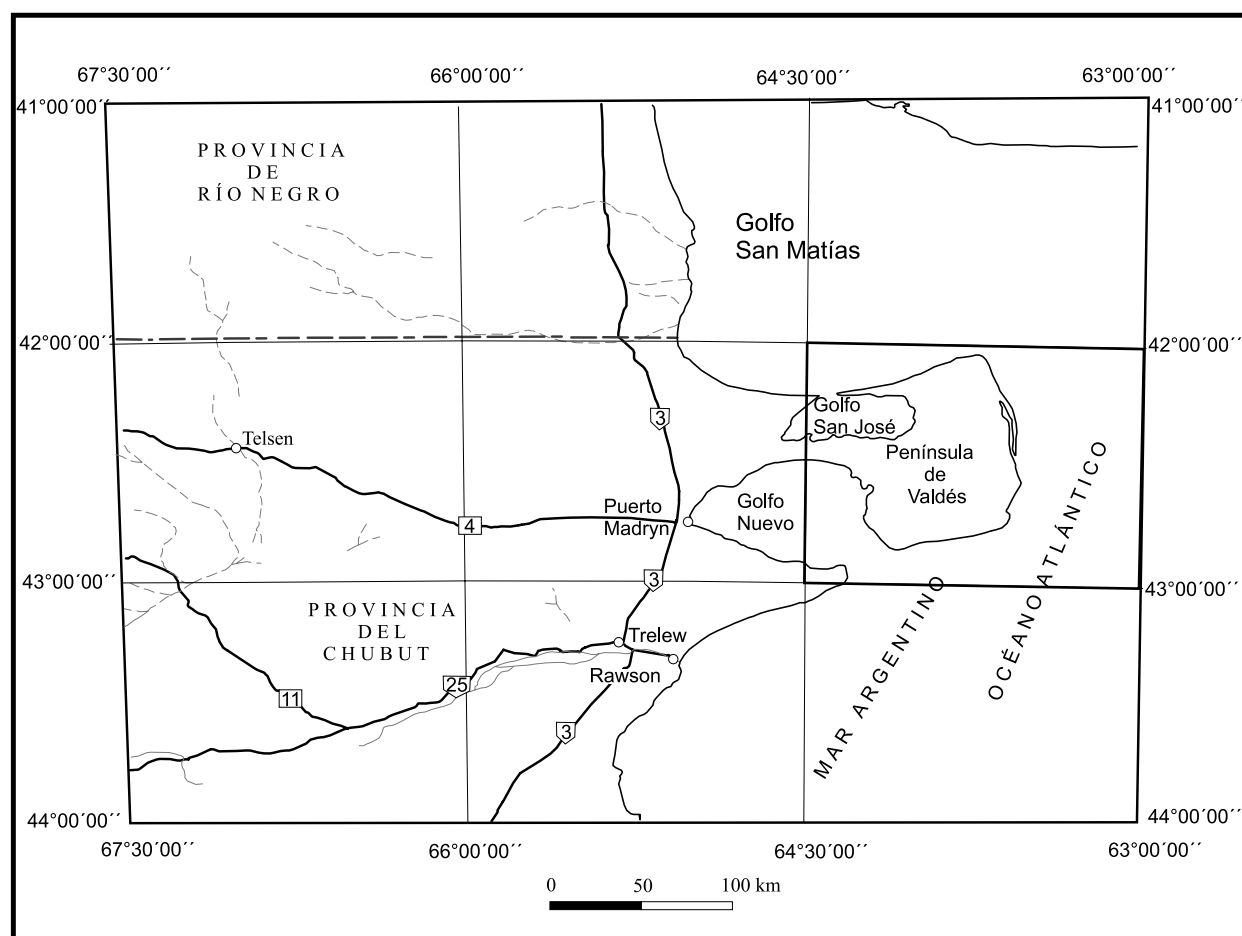 67°30′00′′
66°00′00′′
64°30′00′′
63°00′00′′
41°00′00′′
41°00′00′′
PROVINCIA
DE
RÍO NEGRO
Golfo
San Matías
42°00′00′′
42°00′00′′
3
Golfo
San José
Telsen
Península
de
Valdés
Puerto
Madryn
Golfo
Nuevo
4
3
43°00′00′′
43°00′00′′
PROVINCIA
DEL
CHUBUT
Trelew
Rawson
25
11
3
MAR ARGENTINO
OCÉANO ATLÁNTICO
44°00′00′′
44°00′00′′
67°30′00′′
66°00′00′′
64°30′00′′
63°00′00′′
0 50 100 km